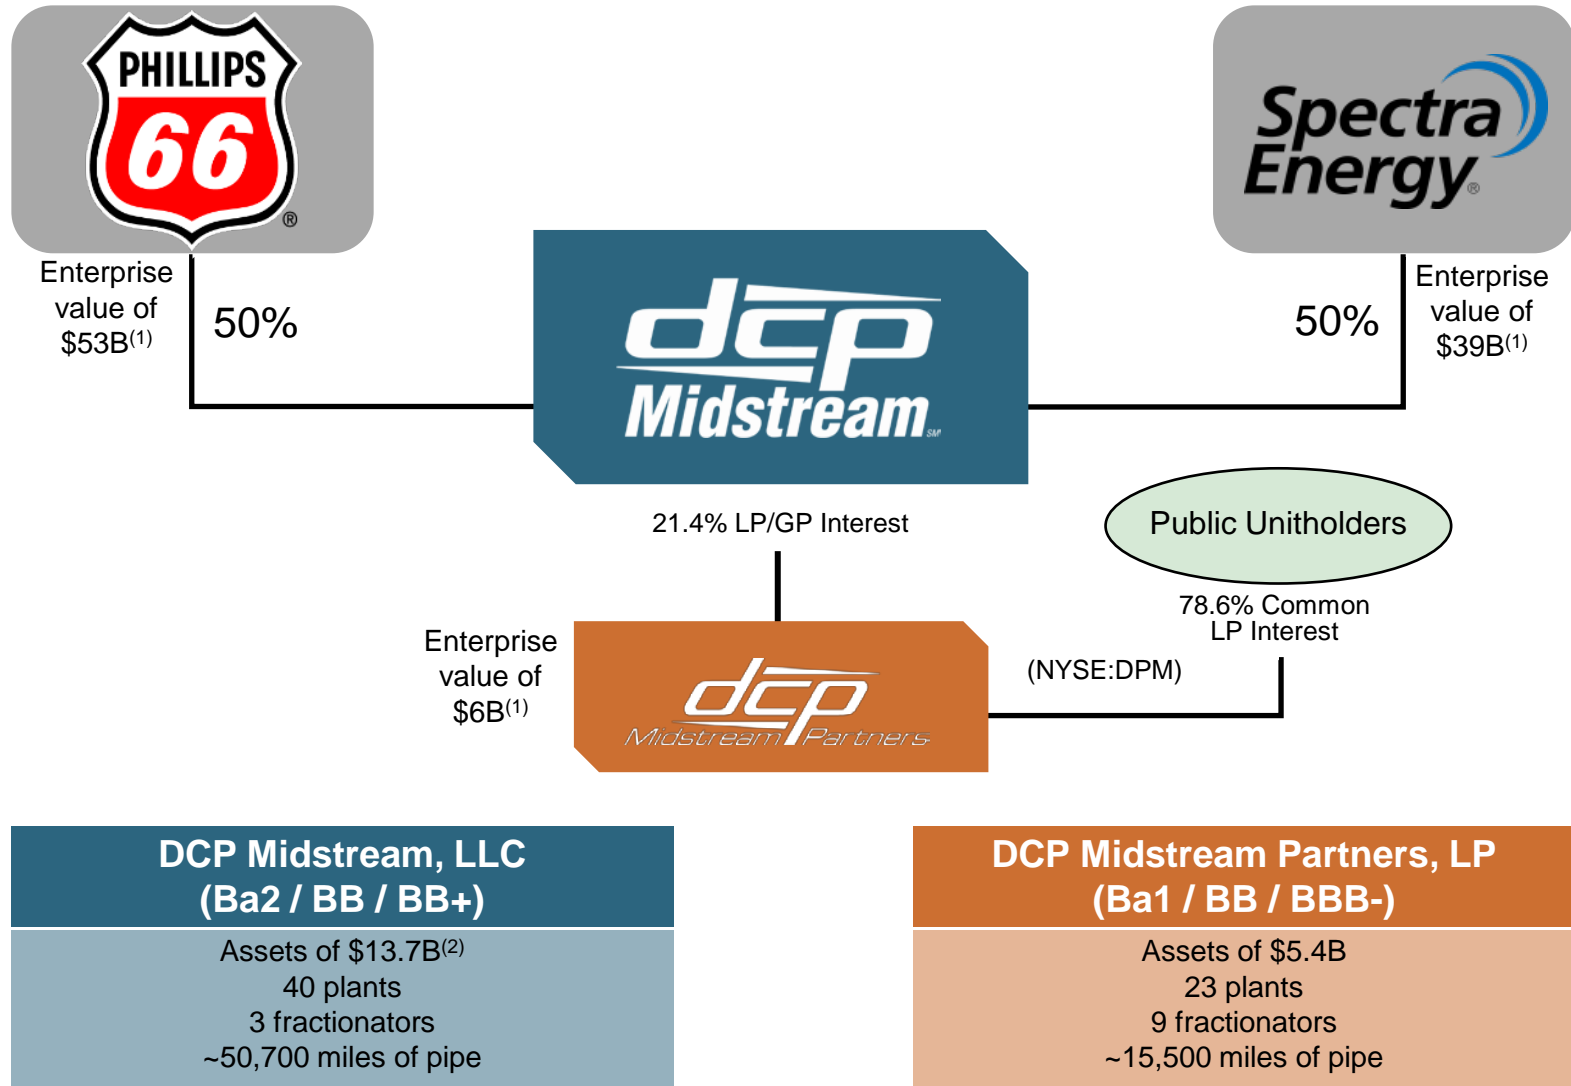 PHILLIPS
66
®
Spectra
Energy®
Enterprise
value of
$53B(1)
50%
dcp
Midstream SM
50%
Enterprise
value of
$39B(1)
21.4% LP/GP Interest
Public Unitholders
78.6% Common
LP Interest
Enterprise
value of
$6B(1)
dcp
Midstream Partners
(NYSE:DPM)
DCP Midstream, LLC
(Ba2 / BB / BB+)
Assets of $13.7B(2)
40 plants
3 fractionators
~50,700 miles of pipe
DCP Midstream Partners, LP
(Ba1 / BB / BBB-)
Assets of $5.4B
23 plants
9 fractionators
~15,500 miles of pipe